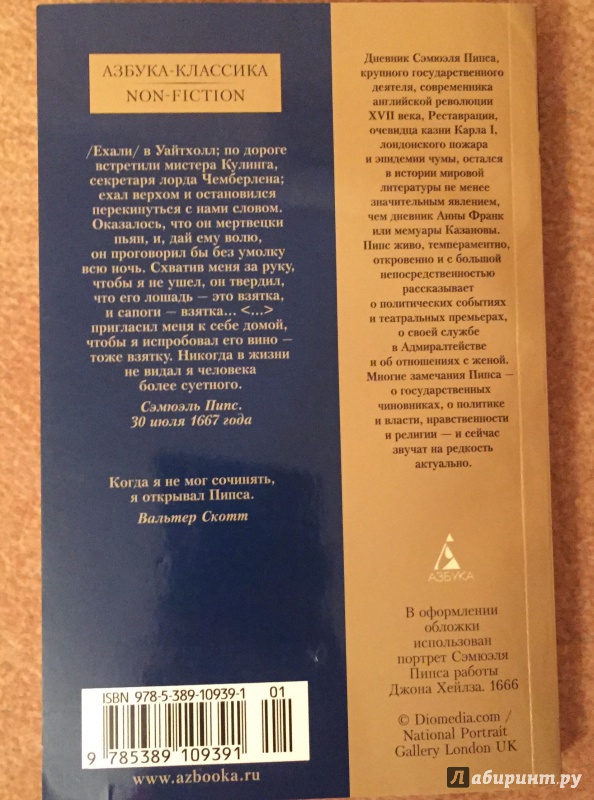 АЗБУКА-КЛАССИКА
NON-FICTION
/Ехали/ в Уайтхолл; по дороге
встретили мистера Кулинга,
секретаря лорда Чемберлена;
ехал верхом и остановился
перекинуться с нами словом.
Оказалось, что он мертвецки
пьян, и, дай ему волю,
он проговорил бы без умолку
всю ночь. Схватив меня за руку,
чтобы я не ушел, он твердил,
что его лошадь — это взятка,
и сапоги — взятка... <...>
пригласил меня к себе домой,
чтобы я испробовал его вино —
тоже взятку. Никогда в жизни
не видал я человека
более суетного.
Сэмюэль Пипс.
30 июля 1667 года
Когда я не мог сочинять,
я открывал Пипса.
Вальтер Скотт
ISBN 978-5-389-10939-1
01
9 785389 109391
www.azbooka.ru
Дневник Сэмюэля Пипса,
крупного государственного
деятеля, современника
английской революции
XVII века, Реставрации,
очевидца казни Карла I,
лондонского пожара
и эпидемии чумы, остался
в истории мировой
литературы не менее
значительным явлением,
чем дневник Анны Франк
или мемуары Казановы.
Пипс живо, темпераментно,
откровенно и с большой
непосредственностью
рассказывает
о политических событиях
и театральных премьерах,
о своей службе
в Адмиралтействе
и об отношениях с женой.
Многие замечания Пипса —
о государственных
чиновниках, о политике
и власти, нравственности
и религии — и сейчас
звучат на редкость
актуально.
АЗБУКА
В оформлении
обложки
использован
портрет Сэмюэля
Пипса работы
Джона Хейлза. 1666
© Diomedia.com /
National Portrait
Gallery London UK
Лабиринт.ру